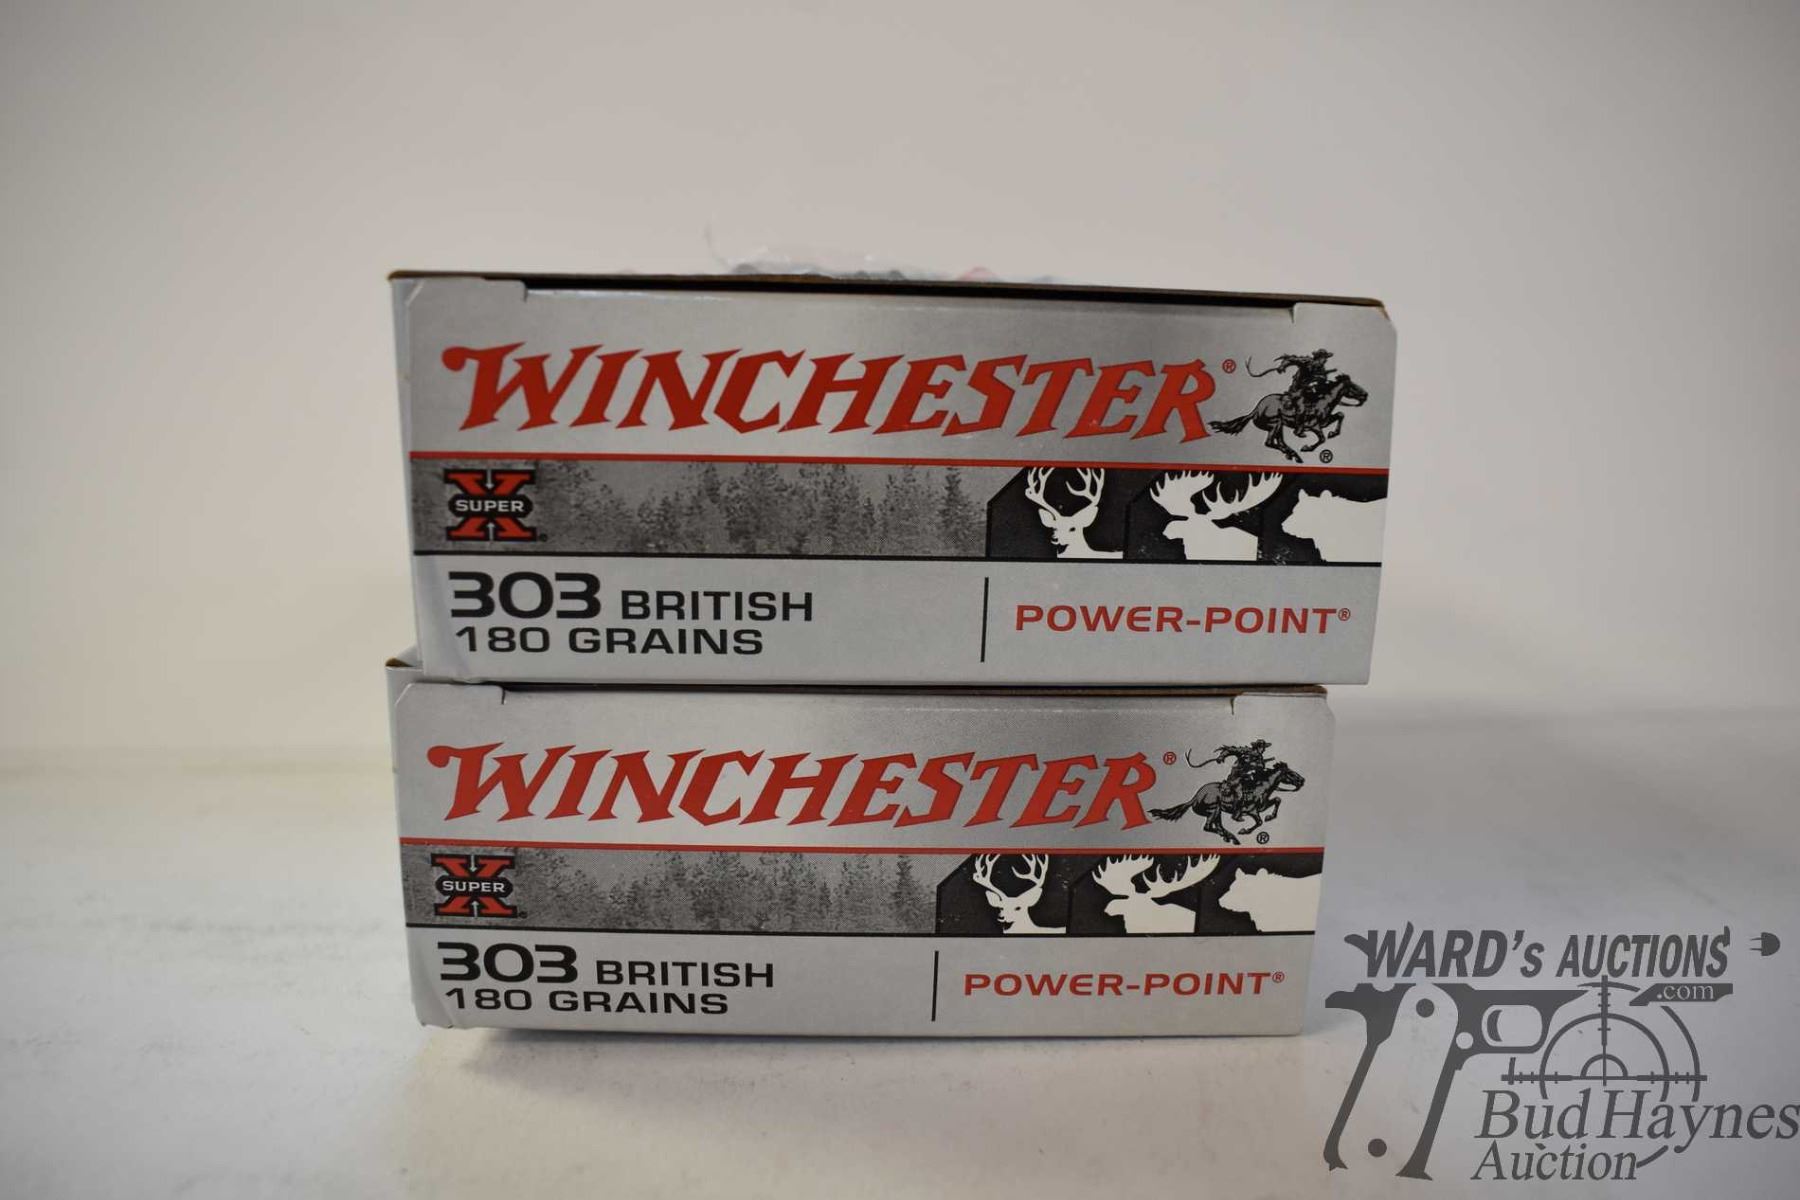 WINCHESTER®
®
X
SUPER
®
303 BRITISH
180 GRAINS
POWER-POINT®
WINCHESTER®
®
X
SUPER
®
303 BRITISH
180 GRAINS
POWER-POINT®
WARD's AUCTIONS
.com
Bud Haynes
Auction